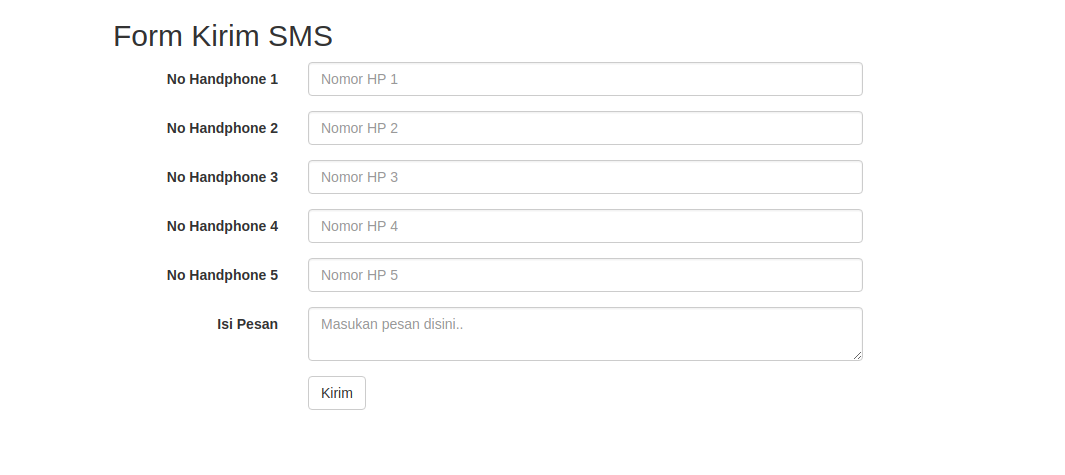 Form Kirim SMS
No Handphone 1 Nomor HP 1
No Handphone 2 Nomor HP 2
No Handphone 3 Nomor HP 3
No Handphone 4 Nomor HP 4
No Handphone 5 Nomor HP 5
Isi Pesan Masukan pesan disini..
Kirim